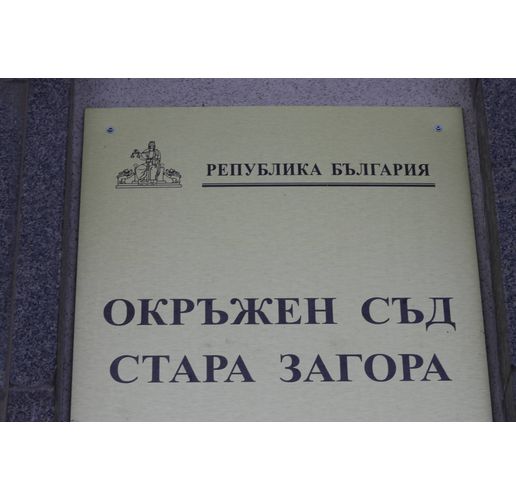 РЕПУБЛИКА БЪЛГАРИЯ
ОКРЪЖЕН СЪД
СТАРА ЗАГОРА